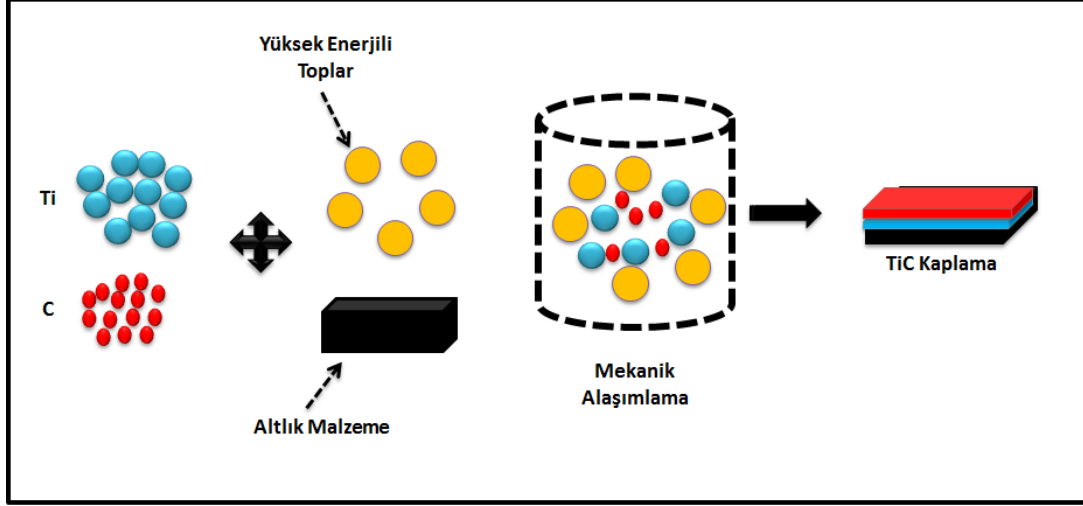 Yüksek Enerjili
Toplar
Ti
C
Altlık Malzeme
Mekanik
Alaşımlama
TiC Kaplama